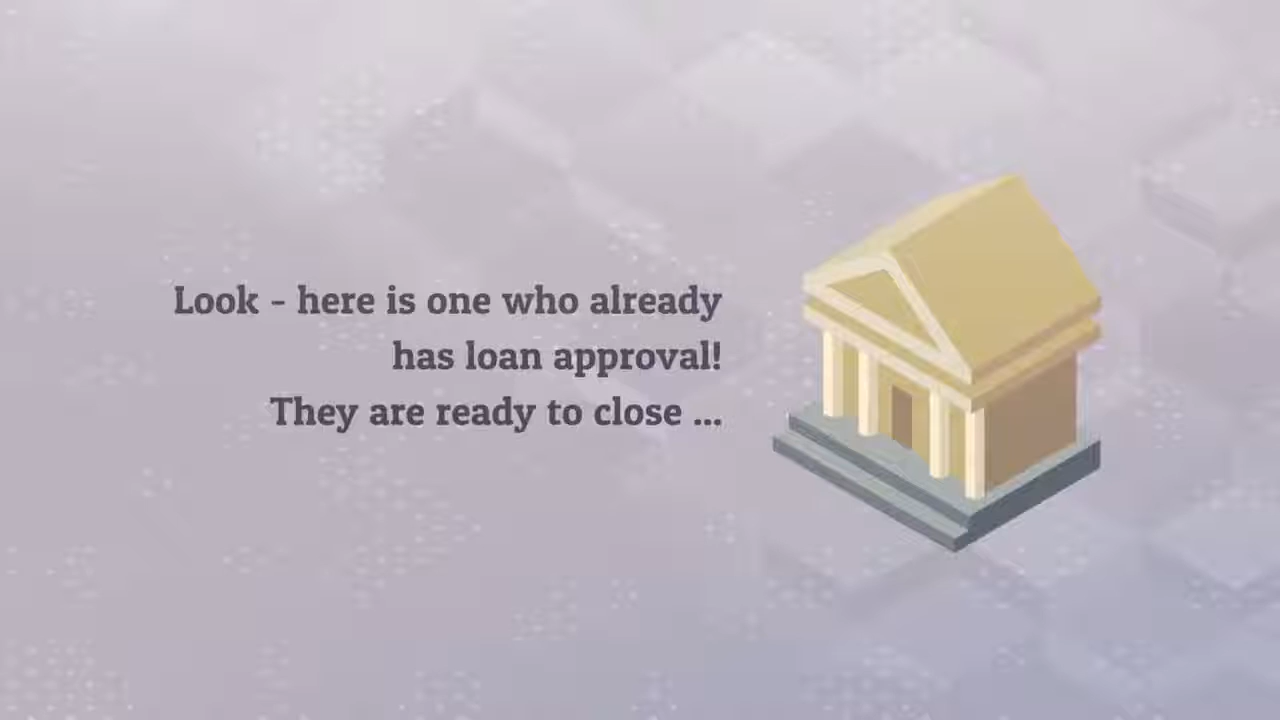 Look - here is one who already
has loan approval!
They are ready to close ...